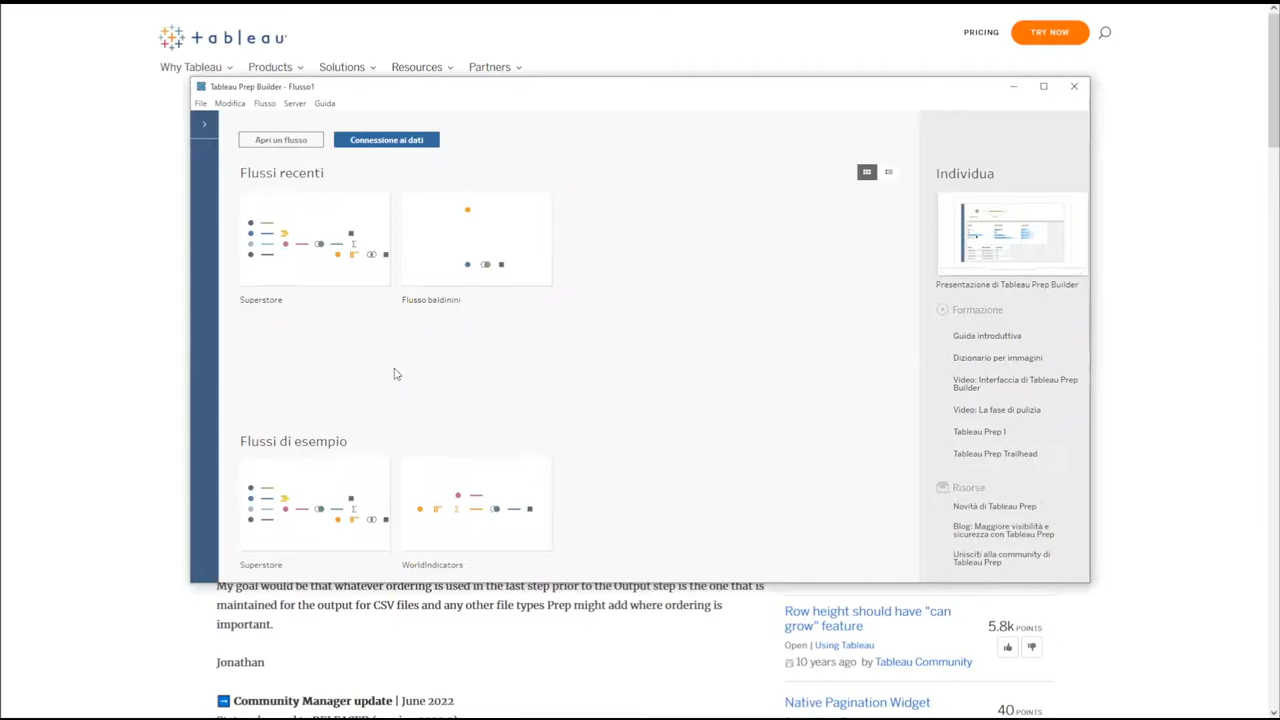 +ableau
PRICING
TRY NOW
Why Tableau
Products
Solutions
Resources
Partners
Tableau Prep Builder - Flusso1
File Modifica Flusso Server Guida
Apri un flusso
Connessione ai dati
Flussi recenti
Superstore
Flusso baldinini
Flussi di esempio
Superstore
WorldIndicators
Individua
Presentazione di Tableau Prep Builder
Formazione
Guida introduttiva
Dizionario per immagini
Video: Interfaccia di Tableau Prep
Builder
Video: La fase di pulizia
Tableau Prep I
Tableau Prep Trailhead
Risorse
Novità di Tableau Prep
Blog: Maggiore visibilità e
sicurezza con Tableau Prep
Unisciti alla community di
Tableau Prep
My goal would be that whatever ordering is used in the last step prior to the Output step is the one that is
maintained for the output for CSV files and any other file types Prep might add where ordering is
important.
Jonathan
Community Manager update | June 2022
Row height should have "can
grow" feature
5.8k POINTS
Open | Using Tableau
10 years ago by Tableau Community
Native Pagination Widget
40 POINTS